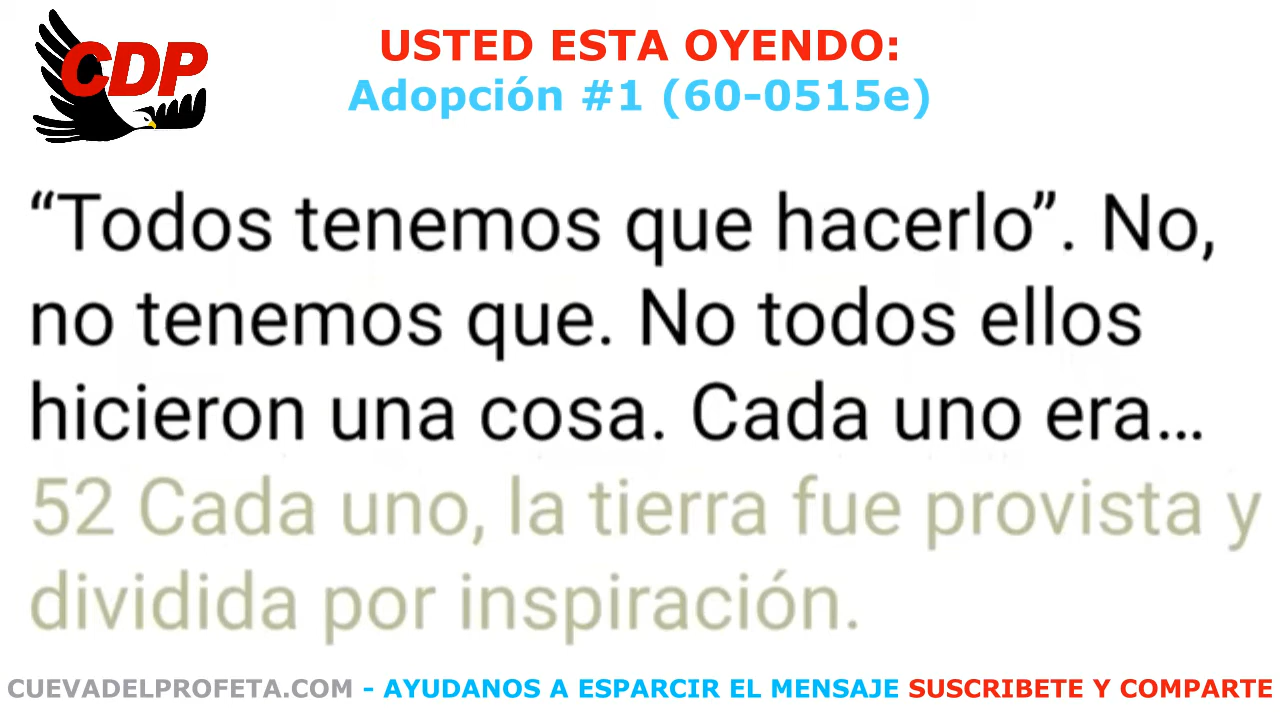 CDP
USTED ESTA OYENDO:
Adopción #1 (60-0515e)
“Todos tenemos que hacerlo”. No,
no tenemos que. No todos ellos
hicieron una cosa. Cada uno era...
52 Cada uno, la tierra fue provista y
dividida por inspiración.
CUEVADELPROFETA.COM - AYUDANOS A ESPARCIR EL MENSAJE SUSCRIBETE Y COMPARTE